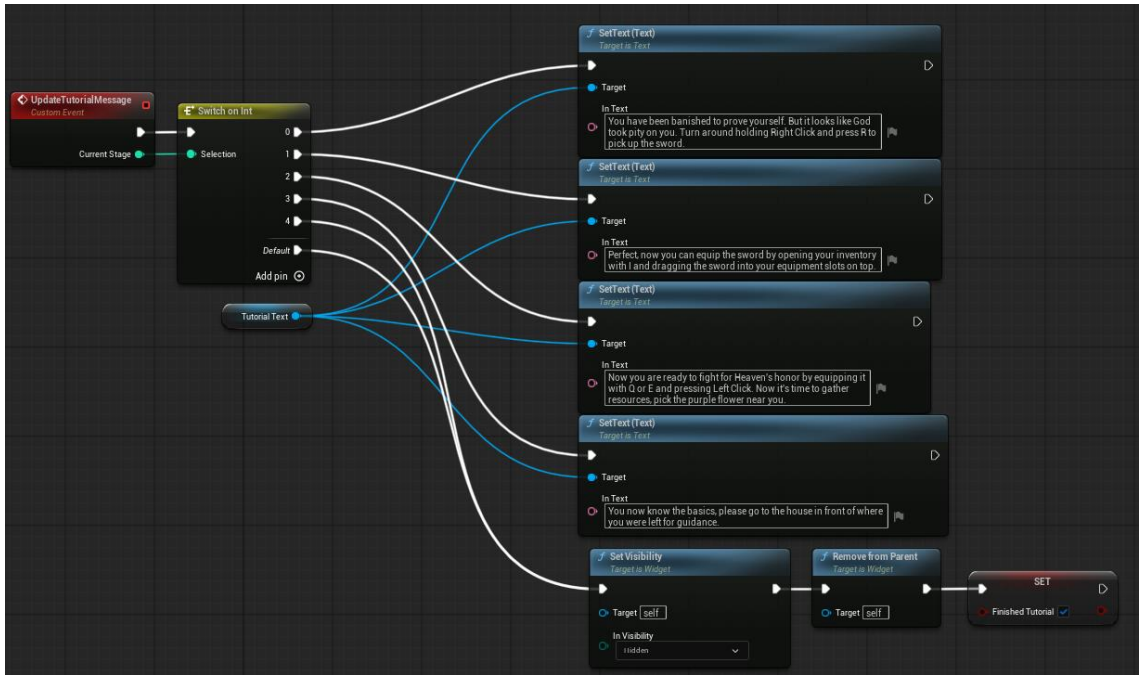 UpdateTutorialMessage
Custom Event
Current Stage
Switch on Int
Selection
0
1
2
3
4
Default
Add pin
Tutorial Text
SetText (Text)
Target is Text
Target
In Text
You have been banished to prove yourself. But it looks like God
took pity on you. Turn around holding Right Click and press R to
pick up the sword.
SetText (Text)
Target is Text
Target
In Text
Perfect, now you can equip the sword by opening your inventory
with I and dragging the sword into your equipment slots on top.
SetText (Text)
Target is Text
Target
In Text
Now you are ready to fight for Heaven's honor by equipping it
with Q or E and pressing Left Click. Now it's time to gather
resources, pick the purple flower near you.
SetText (Text)
Target is Text
Target
In Text
You now know the basics, please go to the house in front of where
you were left for guidance.
Set Visibility
Target is Widget
Target self
In Visibility
Hidden
Remove from Parent
Target is Widget
Target self
SET
Finished Tutorial